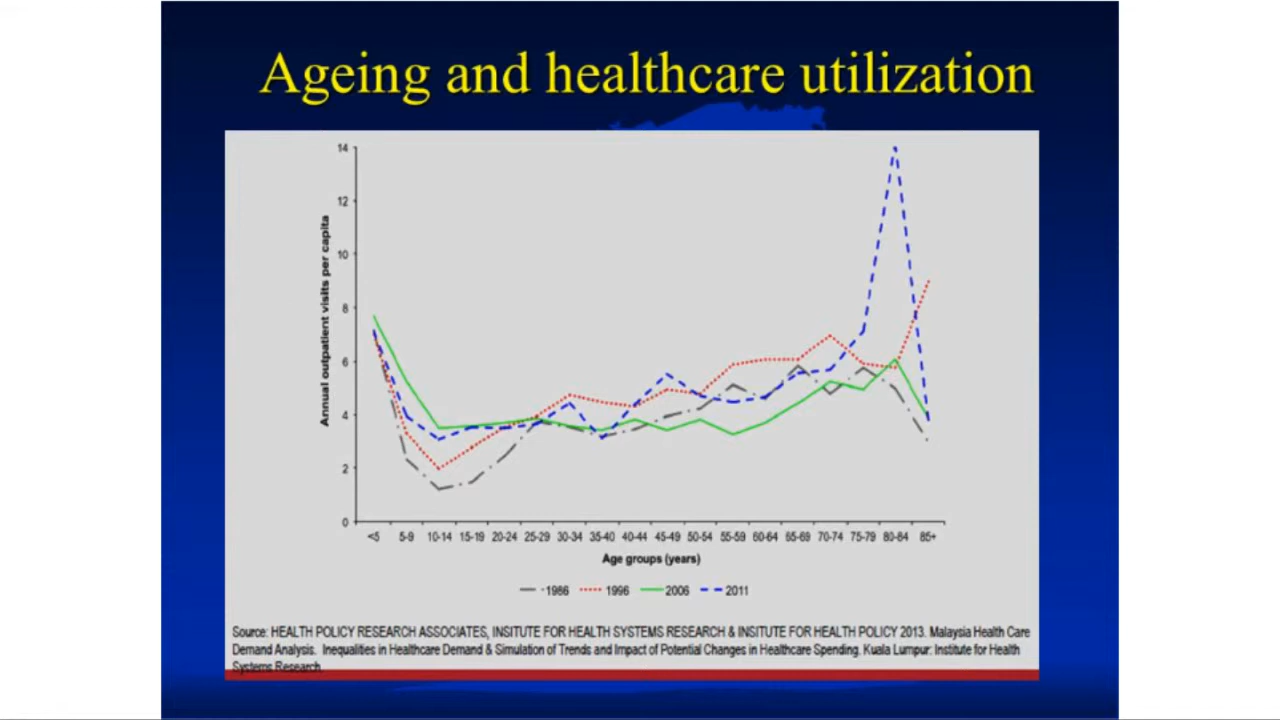 Ageing and healthcare utilization
Annual outpatient visits per capita
14
12
10
8
6
4
2
0
<5 5-9 10-14 15-19 20-24 25-29 30-34 35-40 40-44 45-49 50-54 55-59 60-64 65-69 70-74 75-79 80-84 85+
Age groups (years)
1986 1996 2006 2011
Source: HEALTH POLICY RESEARCH ASSOCIATES, INSITUTE FOR HEALTH SYSTEMS RESEARCH & INSITUTE FOR HEALTH POLICY 2013. Malaysia Health Care
Demand Analysis. Inequalities in Healthcare Demand & Simulation of Trends and Impact of Potential Changes in Healthcare Spending. Kuala Lumpur: Institute for Health
Systems Research.